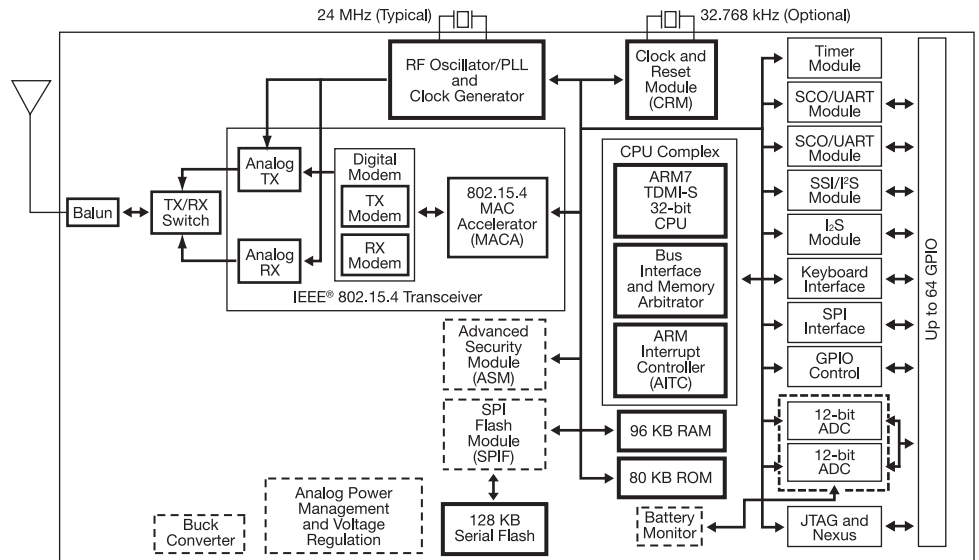 24 MHz (Typical)
32.768 kHz (Optional)
RF Oscillator/PLL
and
Clock Generator
Clock and
Reset
Module
(CRM)
Timer
Module
SCO/UART
Module
SCO/UART
Module
SSI/I²S
Module
I₂S
Module
Keyboard
Interface
SPI
Interface
GPIO
Control
12-bit
ADC
12-bit
ADC
JTAG and
Nexus
Up to 64 GPIO
Balun
TX/RX
Switch
Analog
TX
Analog
RX
Digital
Modem
TX
Modem
RX
Modem
802.15.4
MAC
Accelerator
(MACA)
IEEE® 802.15.4 Transceiver
CPU Complex
ARM7
TDMI-S
32-bit
CPU
Bus
Interface
and Memory
Arbitrator
ARM
Interrupt
Controller
(AITC)
Advanced
Security
Module
(ASM)
SPI
Flash
Module
(SPIF)
96 KB RAM
80 KB ROM
Buck
Converter
Analog Power
Management
and Voltage
Regulation
128 KB
Serial Flash
Battery
Monitor